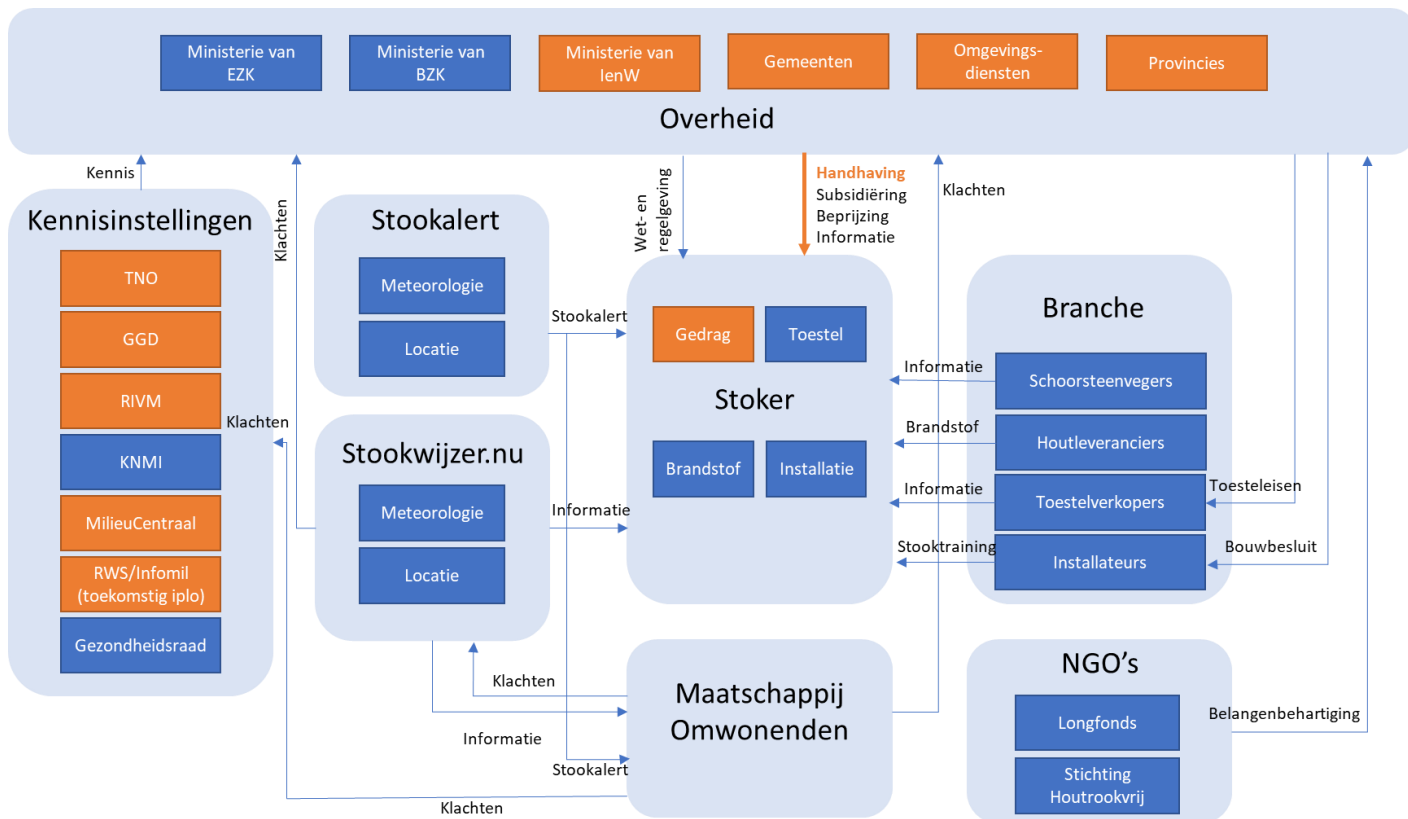 Ministerie van
EZK
Ministerie van
BZK
Ministerie van
IenW
Gemeenten
Omgevings-
diensten
Provincies
Overheid
Kennis
Klachten
Wet- en
regelgeving
Handhaving
Subsidiëring
Beprijzing
Informatie
Klachten
Kennisinstellingen
TNO
GGD
RIVM
KNMI
MilieuCentraal
RWS/Infomil
(toekomstig iplo)
Gezondheidsraad
Klachten
Stookalert
Meteorologie
Locatie
Stookalert
Stookwijzer.nu
Meteorologie
Locatie
Informatie
Gedrag
Toestel
Stoker
Brandstof
Installatie
Informatie
Brandstof
Informatie
Stooktraining
Branche
Schoorsteenvegers
Houtleveranciers
Toestelverkopers
Installateurs
Toesteleisen
Bouwbesluit
Klachten
Informatie
Stookalert
Klachten
Maatschappij
Omwonenden
NGO’s
Longfonds
Stichting
Houtrookvrij
Belangenbehartiging